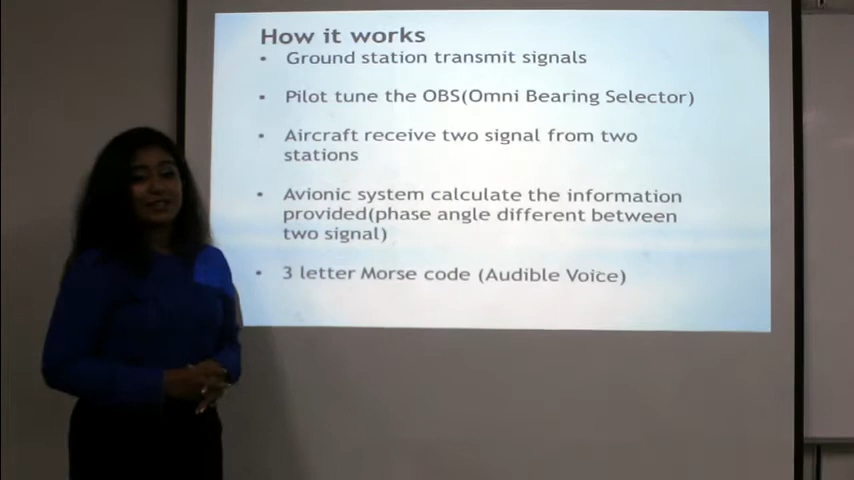 How it works
• Ground station transmit signals
• Pilot tune the OBS(Omni Bearing Selector)
• Aircraft receive two signal from two
stations
• Avionic system calculate the information
provided(phase angle different between
two signal)
• 3 letter Morse code (Audible Voice)